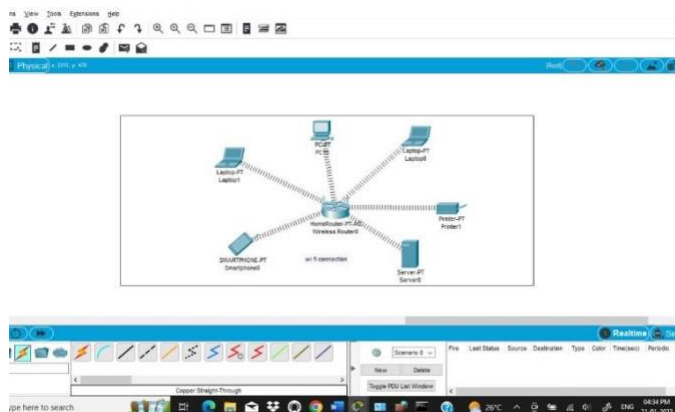 View Tools Extensions Help
Physical
[Root]
PC-PT
Laptop-PT
Laptop0
Laptop-PT
Laptop1
Printer-PT
Printer1
HomeRouter-PT-AC
Wireless Router0
SMARTPHONE-PT
Smartphone0
wi fi connection
Server-PT
Server0
Realtime
Scenario 0
Fire Last Status Source Destination Type Color Time(sec) Periodic
New Delete
Toggle PDU List Window
Copper Straight-Through
ype here to search
26°C
ENG
04:34 PM